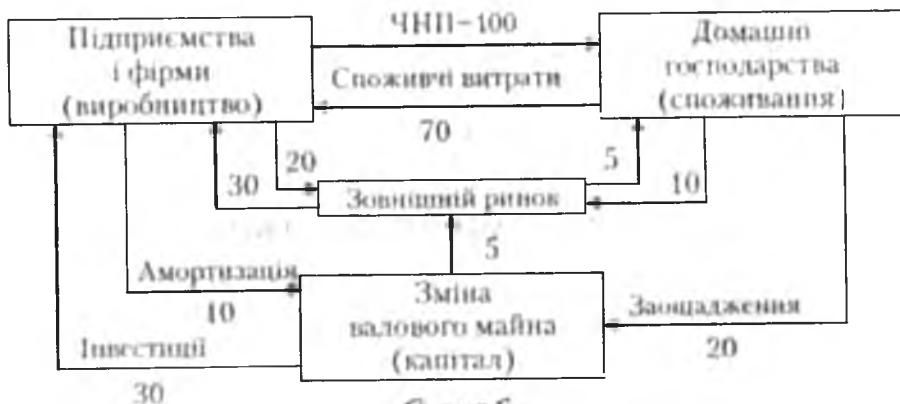 Підприємства
і фірми
(виробництво)
ЧНП-100
Споживчі витрати
70
Домашні
господарства
(споживання)
20
30
5
10
Зовнішній ринок
5
Амортизація
10
Зміна
валового майна
(капітал)
Заощадження
20
Інвестиції
30